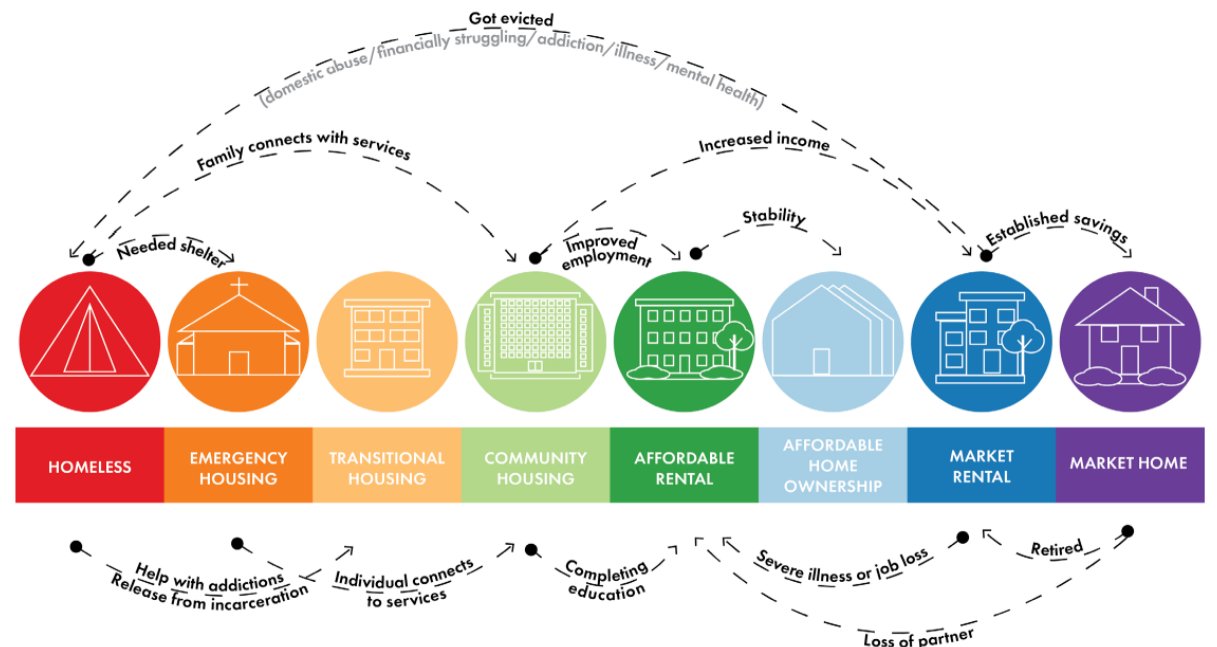 Got evicted
(domestic abuse/financially struggling/addiction/illness/mental health)
Family connects with services
Increased income
Needed shelter
Improved
employment
Stability
Established savings
HOMELESS
EMERGENCY
HOUSING
TRANSITIONAL
HOUSING
COMMUNITY
HOUSING
AFFORDABLE
RENTAL
AFFORDABLE
HOME
OWNERSHIP
MARKET
RENTAL
MARKET HOME
Help with addictions
Release from incarceration
Individual connects
to services
Completing
education
Severe illness or job loss
Retired
Loss of partner